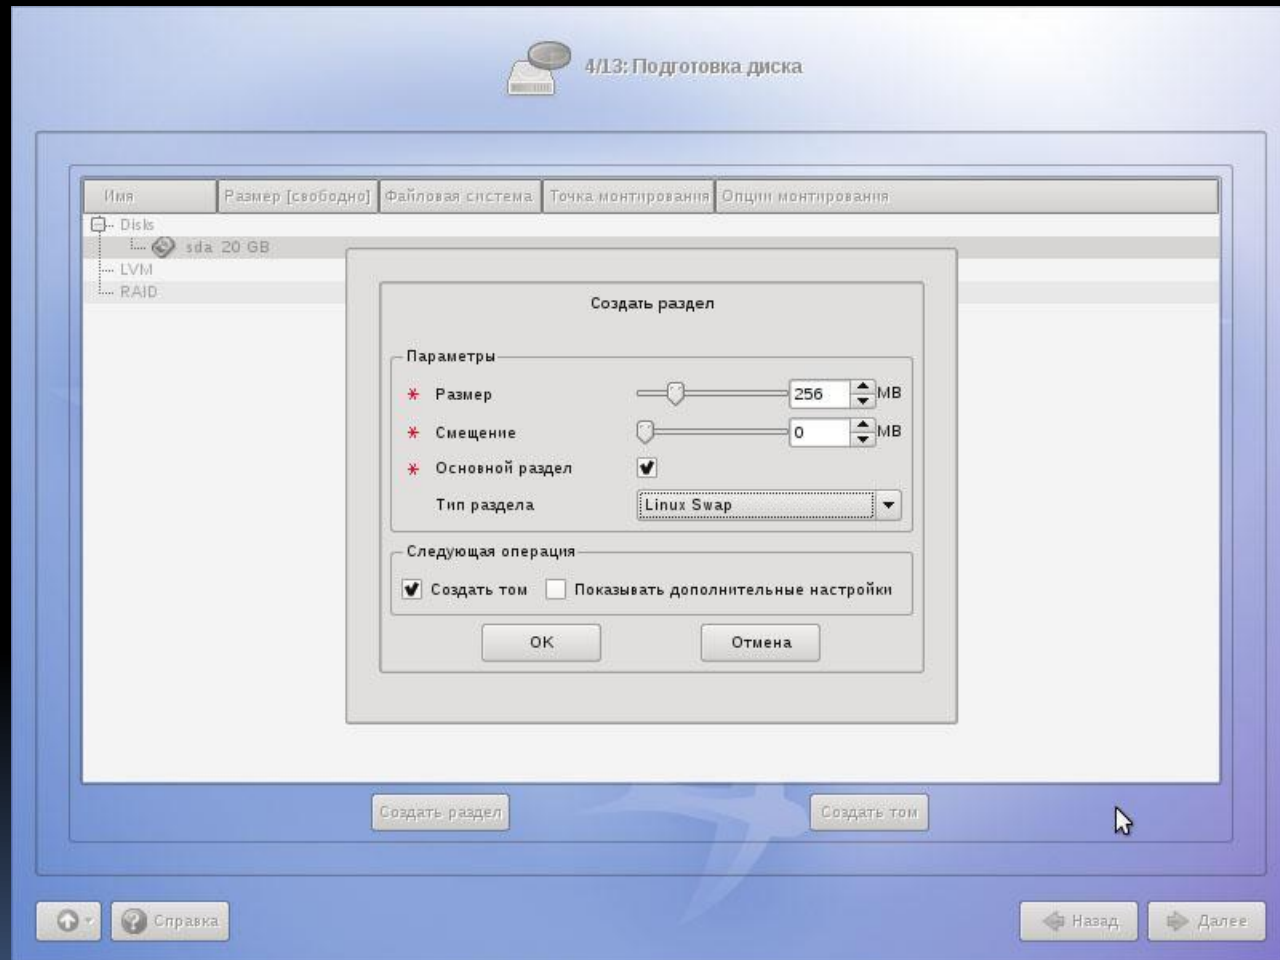 4/13: Подготовка диска
Имя Размер [свободно] Файловая система Точка монтирования Опции монтирования
Disks
sda 20 GB
LVM
RAID
Создать раздел
Параметры
* Размер 256 MB
* Смещение 0 MB
* Основной раздел
Тип раздела Linux Swap
Следующая операция
Создать том Показывать дополнительные настройки
OK Отмена
Создать раздел Создать том
Справка Назад Далее